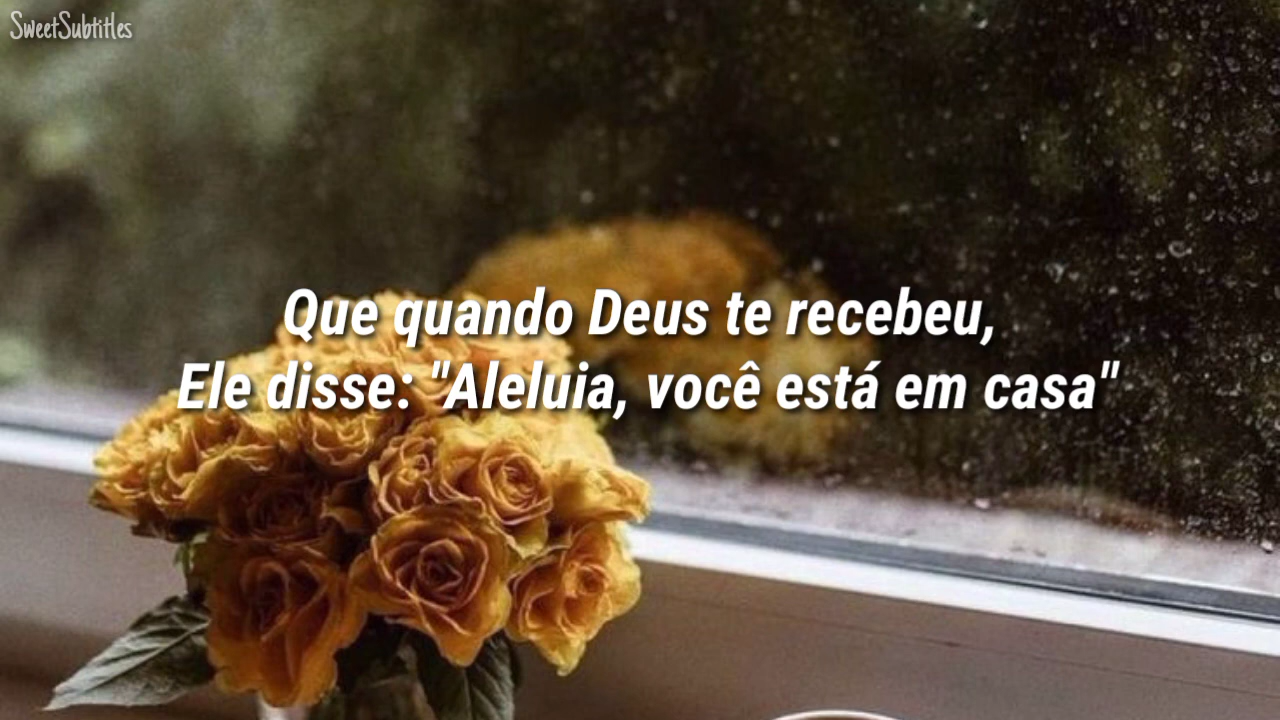 SweetSubtitles
Que quando Deus te recebeu,
Ele disse: "Aleluia, você está em casa"